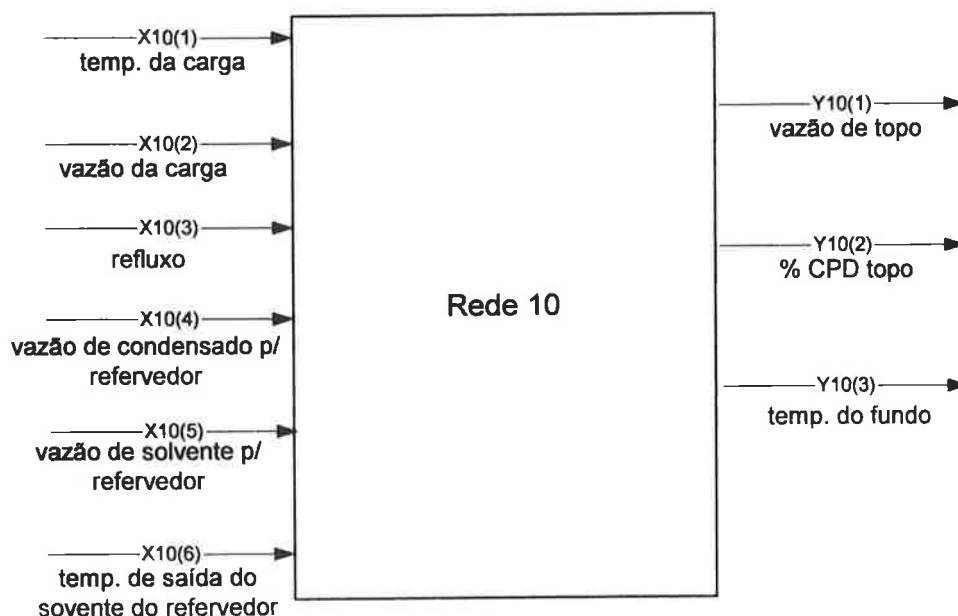 X10(1)
temp. da carga
X10(2)
vazão da carga
X10(3)
refluxo
X10(4)
vazão de condensado p/
refervedor
X10(5)
vazão de solvente p/
refervedor
X10(6)
temp. de saída do
sovente do refervedor
Rede 10
Y10(1)
vazão de topo
Y10(2)
% CPD topo
Y10(3)
temp. do fundo